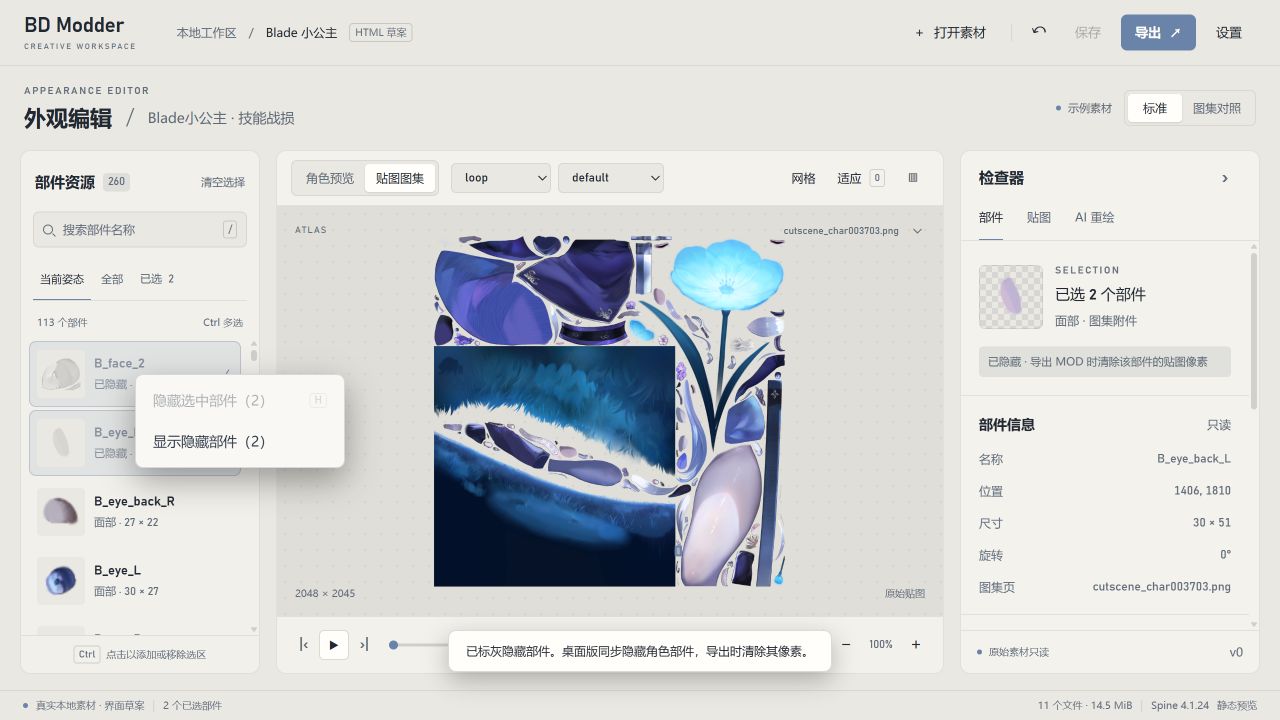 BD Modder
CREATIVE WORKSPACE
本地工作区 / Blade 小公主 HTML 草案
+ 打开素材
保存
导出 ↗
设置
APPEARANCE EDITOR
外观编辑 / Blade小公主 · 技能战损
示例素材
标准
图集对照
部件资源 260
清空选择
搜索部件名称 /
当前姿态
全部
已选 2
113 个部件
Ctrl 多选
B_face_2
已隐藏 ·
B_eye_
已隐藏 ·
隐藏选中部件（2） H
显示隐藏部件（2）
B_eye_back_R
面部 · 27 × 22
B_eye_L
面部 · 30 × 27
Ctrl 点击以添加或移除选区
角色预览
贴图图集
loop
default
网格
适应 0
ATLAS
cutscene_char003703.png
2048 × 2045
原始贴图
已标灰隐藏部件。桌面版同步隐藏角色部件，导出时清除其像素。
− 100% +
检查器
部件
贴图
AI 重绘
SELECTION
已选 2 个部件
面部 · 图集附件
已隐藏 · 导出 MOD 时清除该部件的贴图像素
部件信息
只读
名称 B_eye_back_L
位置 1406, 1810
尺寸 30 × 51
旋转 0°
图集页 cutscene_char003703.png
原始素材只读
v0
真实本地素材 · 界面草案
2 个已选部件
11 个文件 · 14.5 MiB
Spine 4.1.24 静态预览